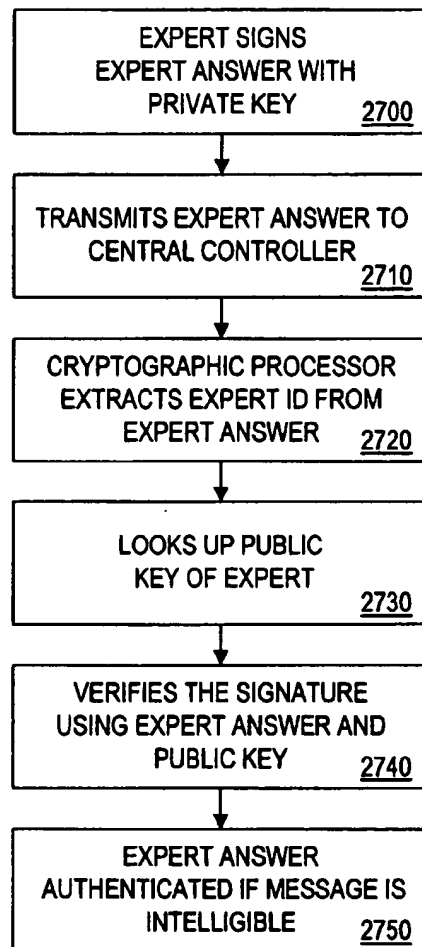 EXPERT SIGNS
EXPERT ANSWER WITH
PRIVATE KEY
2700
TRANSMITS EXPERT ANSWER TO
CENTRAL CONTROLLER
2710
CRYPTOGRAPHIC PROCESSOR
EXTRACTS EXPERT ID FROM
EXPERT ANSWER
2720
LOOKS UP PUBLIC
KEY OF EXPERT
2730
VERIFIES THE SIGNATURE
USING EXPERT ANSWER AND
PUBLIC KEY
2740
EXPERT ANSWER
AUTHENTICATED IF MESSAGE IS
INTELLIGIBLE
2750